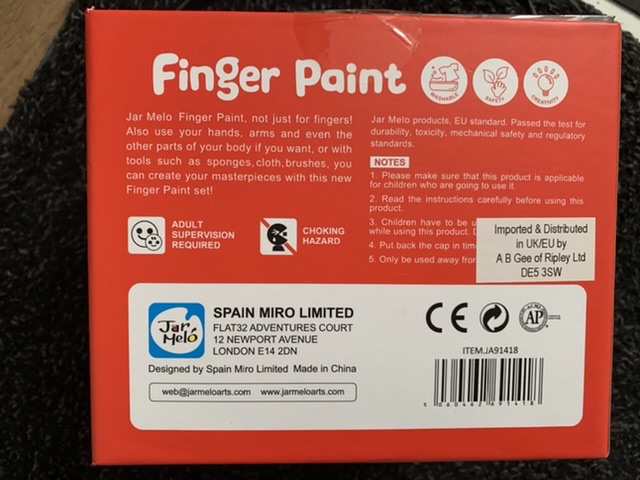 Finger Paint
WASHABLE
SAFETY
CREATIVITY
Jar Melo Finger Paint, not just for fingers!
Also use your hands, arms and even the
other parts of your body if you want, or with
tools such as sponges, cloth, brushes, you
can create your masterpieces with this new
Finger Paint set!
ADULT
SUPERVISION
REQUIRED
CHOKING
HAZARD
Jar Melo products, EU standard. Passed the test for
durability, toxicity, mechanical safety and regulatory
standards.
NOTES
1. Please make sure that this product is applicable
for children who are going to use it.
2. Read the instructions carefully before using this
product.
3. Children have to be
while using this product.
4. Put back the cap in
5. Only be used away
Imported & Distributed
in UK/EU by
A B Gee of Ripley Ltd
DE5 3SW
Jar
Meló
SPAIN MIRO LIMITED
FLAT32 ADVENTURES COURT
12 NEWPORT AVENUE
LONDON E14 2DN
Designed by Spain Miro Limited Made in China
web@jarmeloarts.com www.jarmeloarts.com
CE
AP
ITEM.JA91418
5 060462 691418